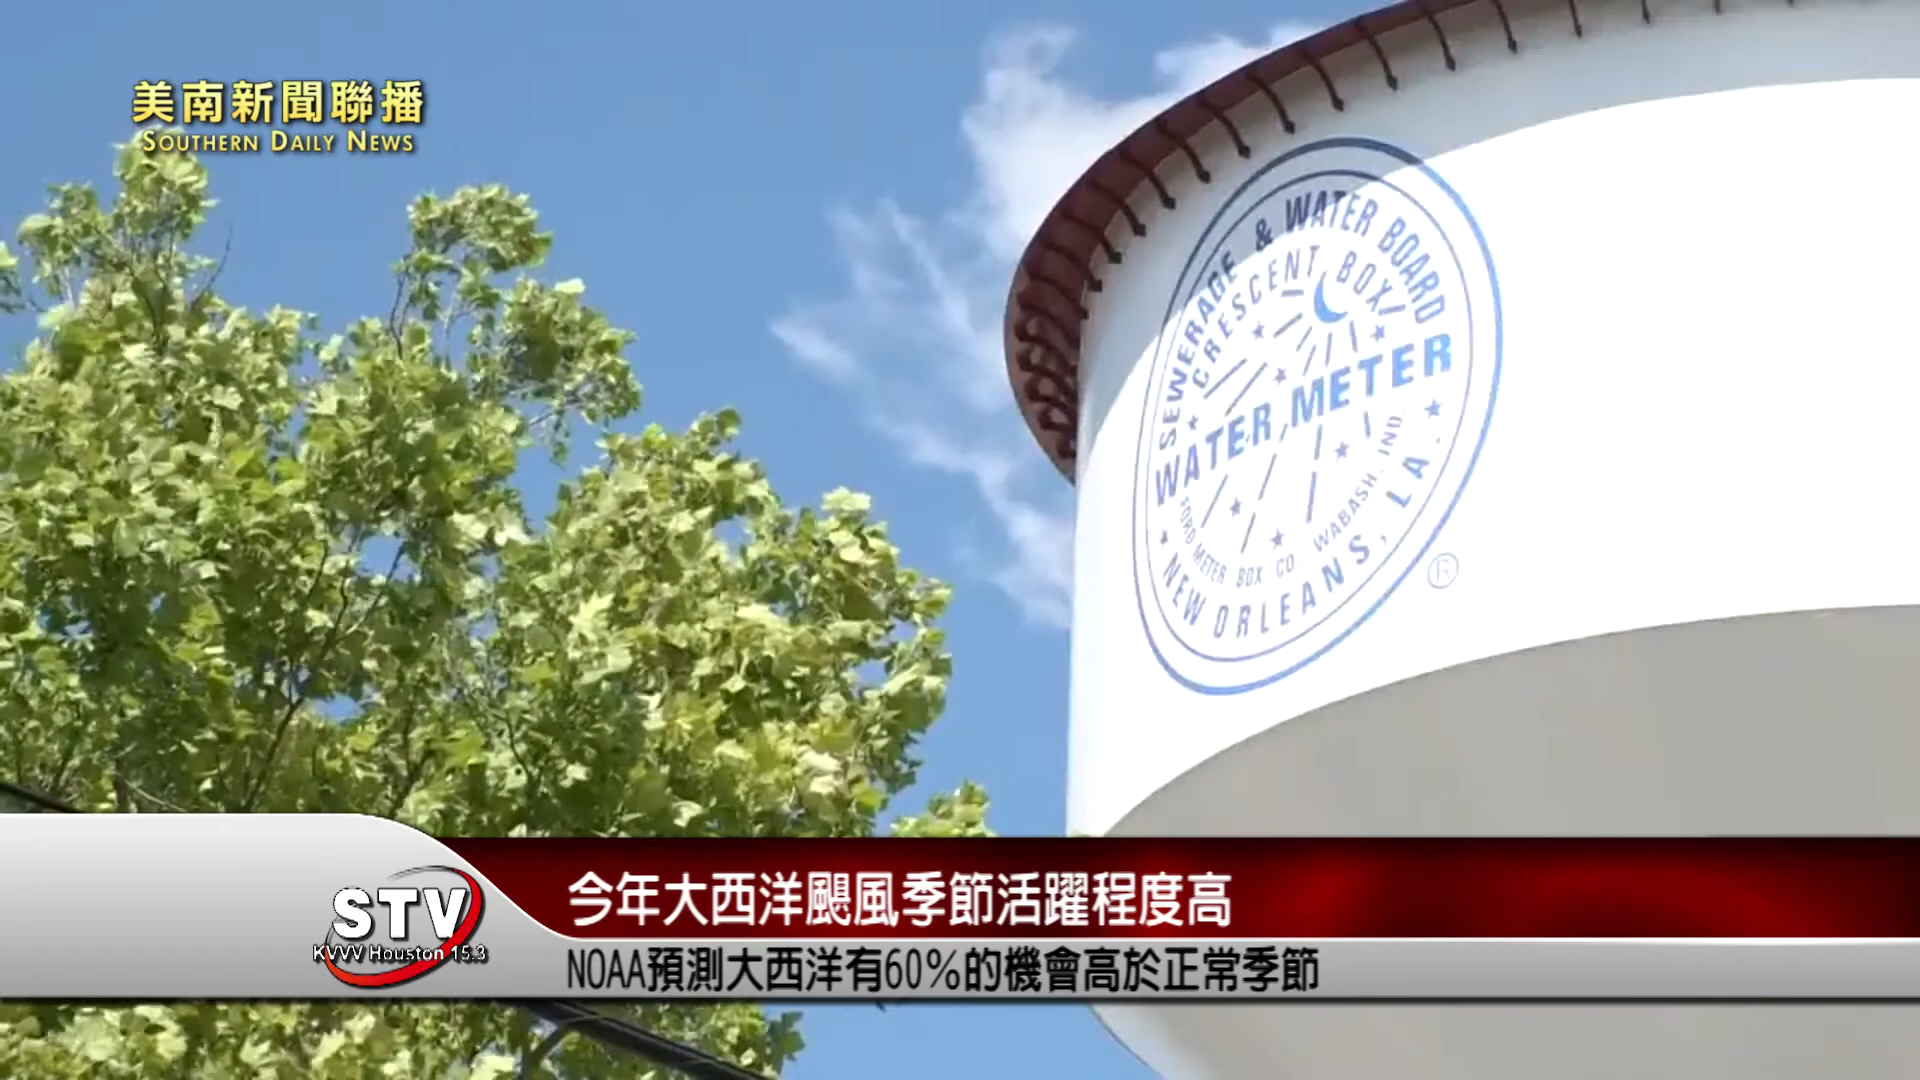 美南新聞聯播
SOUTHERN DAILY NEWS
SEWERAGE & WATER BOARD
CRESCENT BOX
WATER METER
FORD METER BOX CO. WABASH, IND.
NEW ORLEANS, LA.
®
今年大西洋颶風季節活躍程度高
STV
KVVV Houston 15.3
NOAA預測大西洋有60%的機會高於正常季節